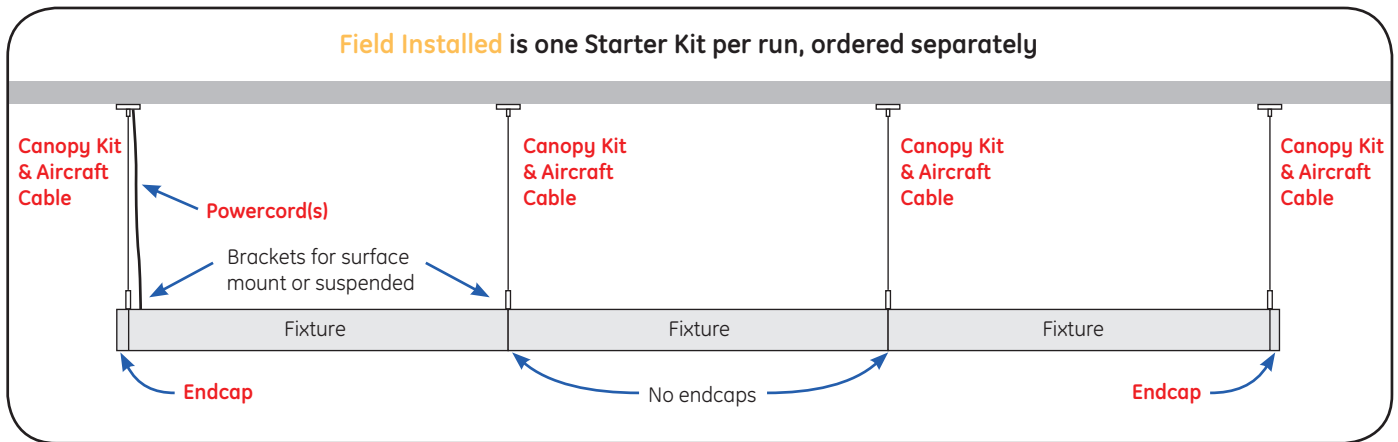 Field Installed is one Starter Kit per run, ordered separately
Canopy Kit
& Aircraft
Cable
Canopy Kit
& Aircraft
Cable
Canopy Kit
& Aircraft
Cable
Canopy Kit
& Aircraft
Cable
Powercord(s)
Brackets for surface
mount or suspended
Fixture
Fixture
Fixture
Endcap
No endcaps
Endcap